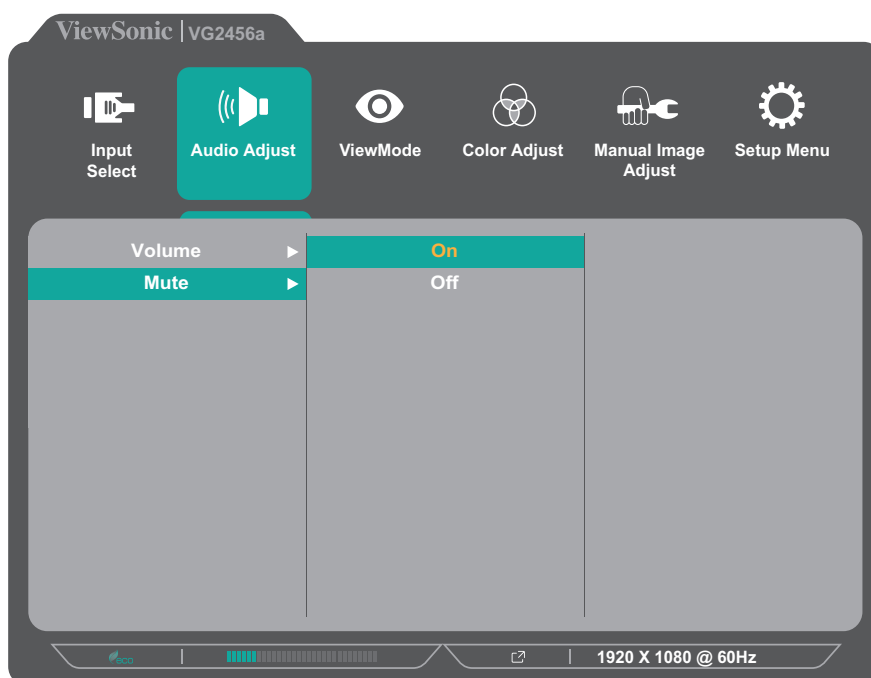 ViewSonic | VG2456a
Input Select
Audio Adjust
ViewMode
Color Adjust
Manual Image Adjust
Setup Menu
Volume
On
Mute
Off
eco
1920 X 1080 @ 60Hz